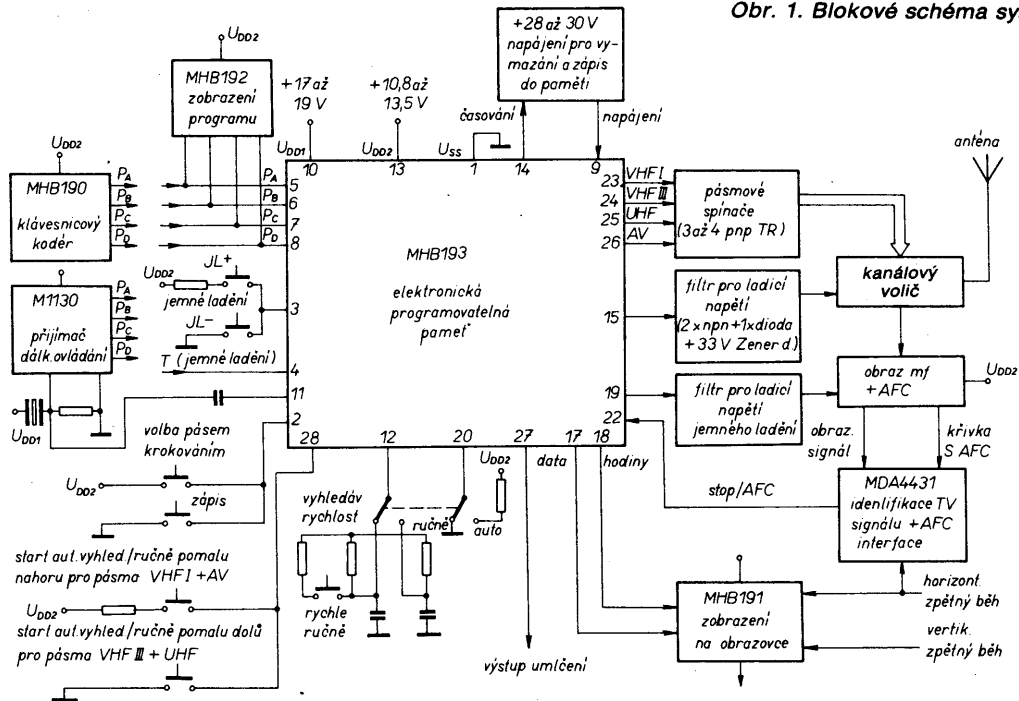 Obr. 1. Blokové schéma sy
+28 až 30 V
napájení pro vy-
mazání a zápis
do paměti
UDD2
MHB192
zobrazení
programu
+17 až
19 V
+10,8 až
13,5 V
časování
napájení
UDD1
UDD2
USS
10
13
1
14
9
anténa
UDD2
MHB190
klávesnicový
kodér
PA
PB
PC
PD
PA
PB
PC
PD
5
6
7
8
MHB193
elektronická
programovatelná
paměť
23
24
25
26
VHF I
VHF III
UHF
AV
pásmové
spínače
(3 až 4 pnp TR)
kanálový
volič
M1130
přijímač
dálk. ovládání
PA
PB
PC
PD
UDD1
UDD2
JL+
jemné ladění
JL-
3
T (jemné ladění)
4
11
2
28
12
20
27
17
18
15
filtr pro ladicí
napětí
(2 x npn + 1x dioda
+ 33 V Zener d.)
19
22
filtr pro ladicí
napětí
jemného ladění
obraz mf
+ AFC
UDD2
obraz.
signál
křivka
S AFC
MDA4431
identifikace TV
signálu + AFC
interface
stop/AFC
data
hodiny
volba pásem
krokováním
UDD2
zápis
start aut. vyhled./ručně pomalu
nahoru pro pásma VHF I + AV
UDD2
start aut. vyhled./ručně pomalu dolů
pro pásma VHF III + UHF
vyhledáv
rychlost
ručně
auto
UDD2
rychle
ručně
výstup umlčení
MHB191
zobrazení
na obrazovce
horizont.
zpětný běh
vertik.
zpětný běh